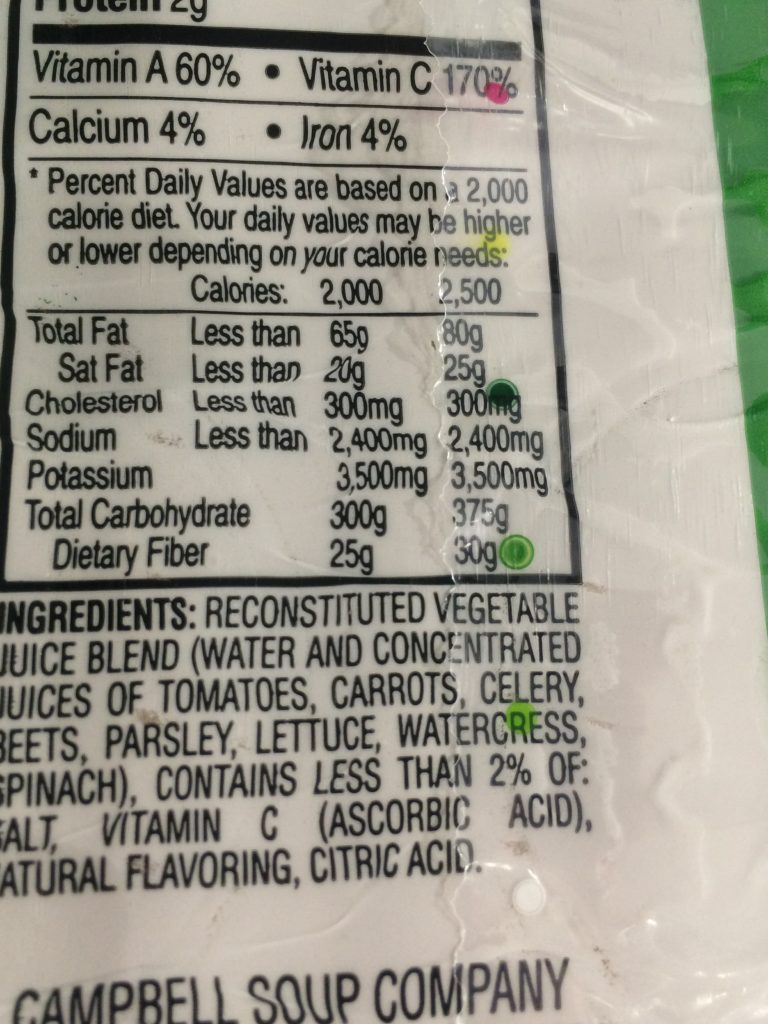 Protein 2g
Vitamin A 60% • Vitamin C 170%
Calcium 4% • Iron 4%
* Percent Daily Values are based on a 2,000
calorie diet. Your daily values may be higher
or lower depending on your calorie needs:
Calories: 2,000 2,500
Total Fat Less than 65g 80g
Sat Fat Less than 20g 25g
Cholesterol Less than 300mg 300mg
Sodium Less than 2,400mg 2,400mg
Potassium 3,500mg 3,500mg
Total Carbohydrate 300g 375g
Dietary Fiber 25g 30g
INGREDIENTS: RECONSTITUTED VEGETABLE
JUICE BLEND (WATER AND CONCENTRATED
JUICES OF TOMATOES, CARROTS, CELERY,
BEETS, PARSLEY, LETTUCE, WATERCRESS,
SPINACH), CONTAINS LESS THAN 2% OF:
SALT, VITAMIN C (ASCORBIC ACID),
NATURAL FLAVORING, CITRIC ACID.
CAMPBELL SOUP COMPANY